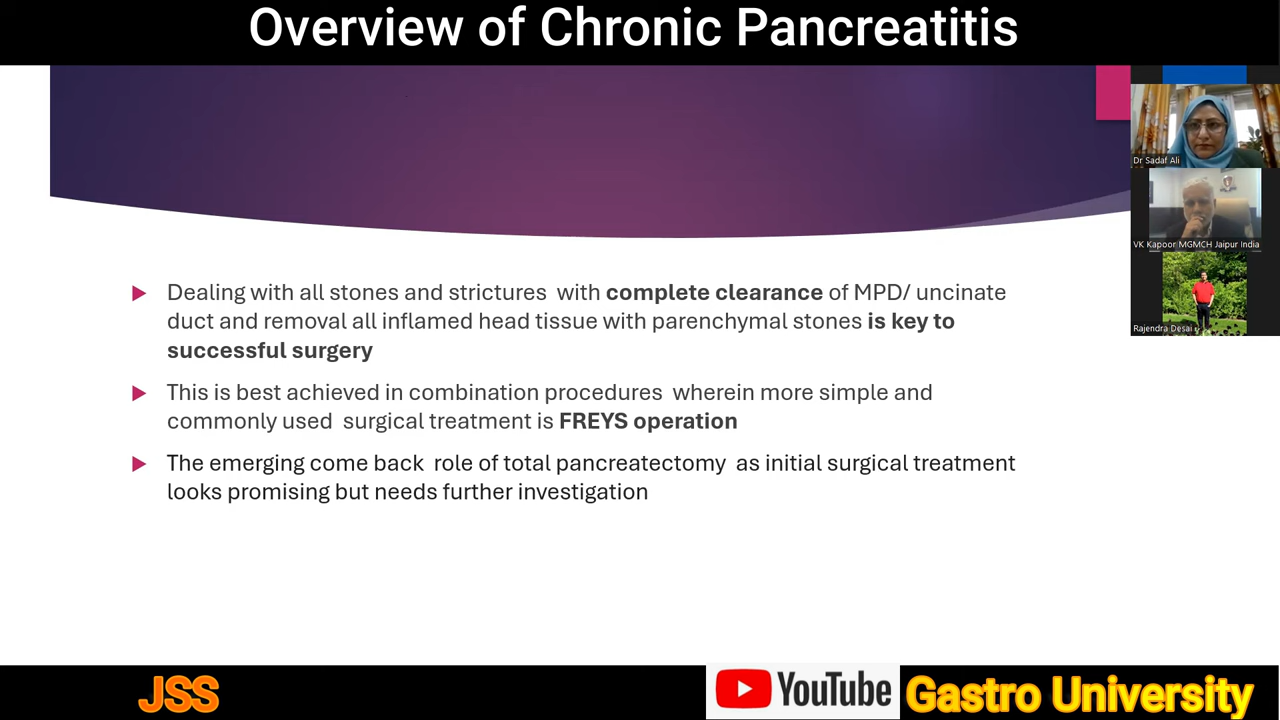 Overview of Chronic Pancreatitis
Dr Sadaf Ali
VK Kapoor MGMCH Jaipur India
Rajendra Desai
Dealing with all stones and strictures with complete clearance of MPD/ uncinate
duct and removal all inflamed head tissue with parenchymal stones is key to
successful surgery
This is best achieved in combination procedures wherein more simple and
commonly used surgical treatment is FREYS operation
The emerging come back role of total pancreatectomy as initial surgical treatment
looks promising but needs further investigation
JSS
YouTube
Gastro University